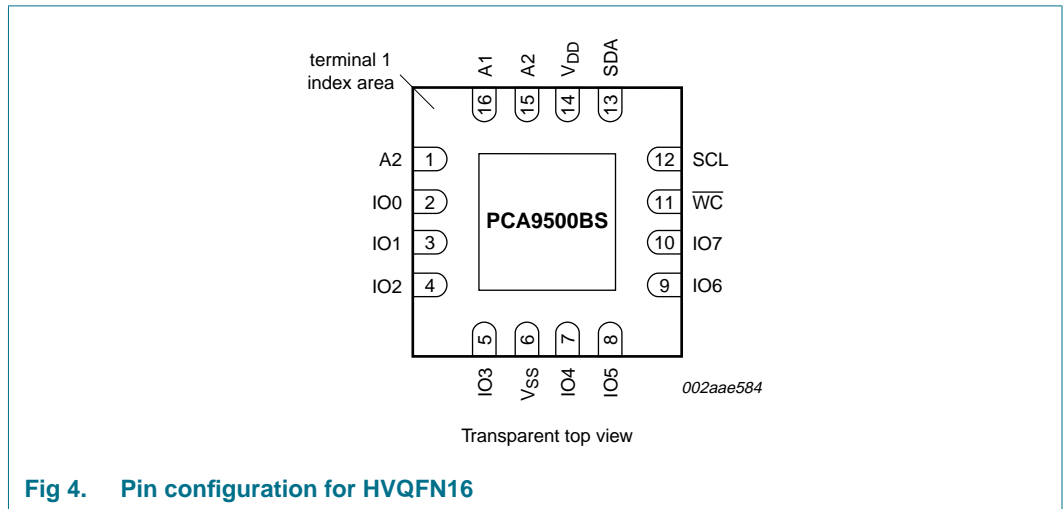 terminal 1
index area
A1
A2
VDD
SDA
16
15
14
13
A2 1
IO0 2
IO1 3
IO2 4
PCA9500BS
12 SCL
11 W̅C̅
10 IO7
9 IO6
5
6
7
8
IO3
VSS
IO4
IO5
002aae584
Transparent top view
Fig 4. Pin configuration for HVQFN16